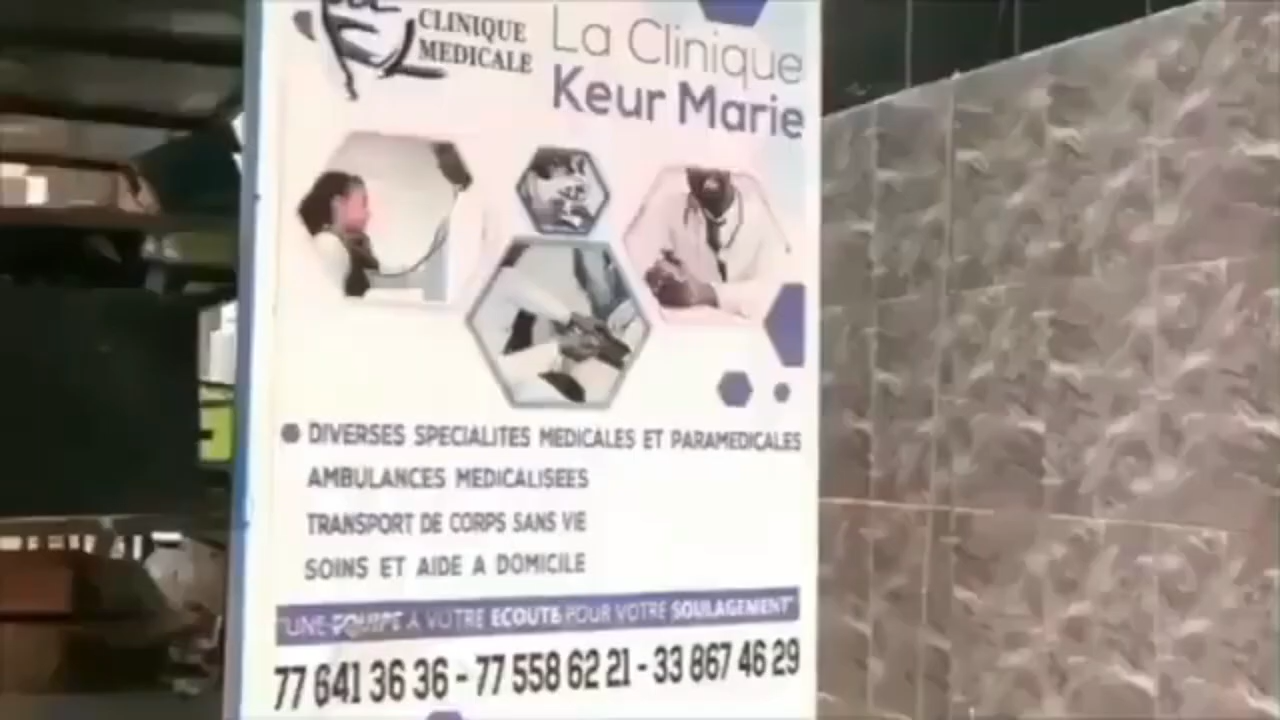 CLINIQUE
MEDICALE
La Clinique
Keur Marie
DIVERSES SPECIALITES MEDICALES ET PARAMEDICALES
AMBULANCES MEDICALISEES
TRANSPORT DE CORPS SANS VIE
SOINS ET AIDE A DOMICILE
"UNE EQUIPE A VOTRE ECOUTE POUR VOTRE SOULAGEMENT"
77 641 36 36 - 77 558 62 21 - 33 867 46 29